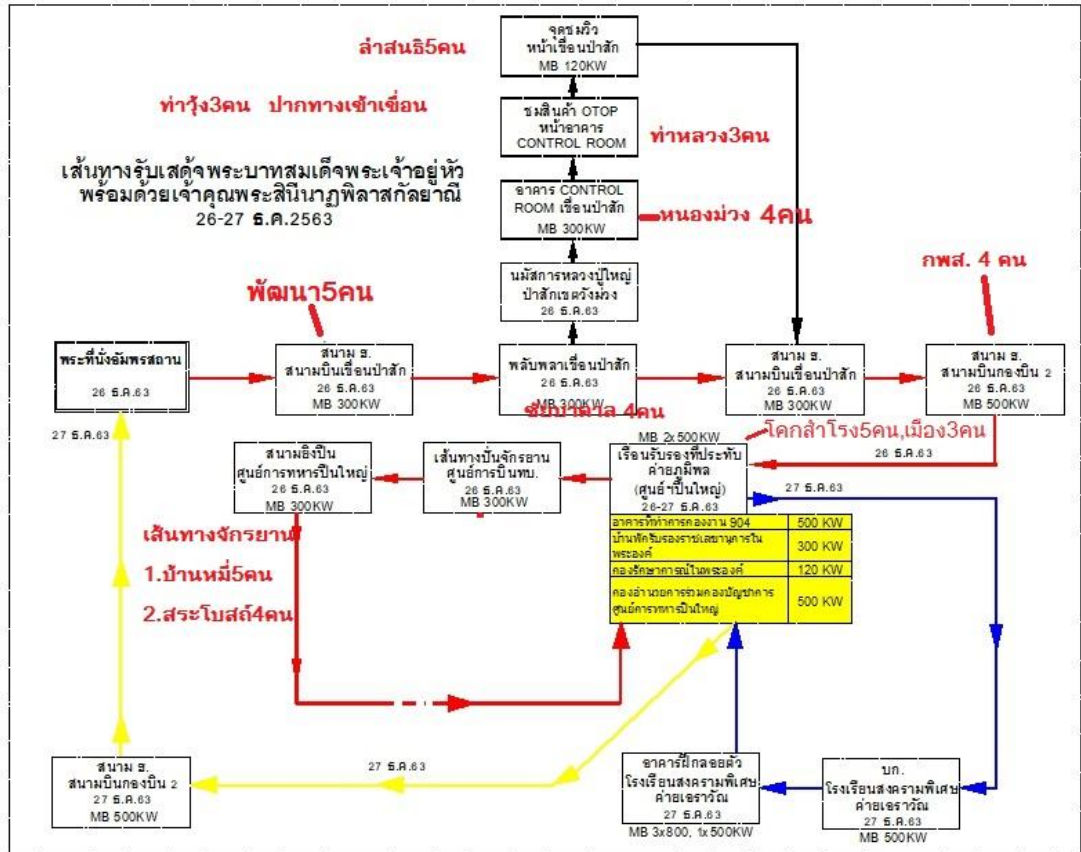 จุดชมวิว
หน้าเขื่อนป่าสัก
MB 120KW
ลำสนธิ5คน
ท่าวุ้ง3คน ปากทางเข้าเขื่อน
ชมสินค้า OTOP
หน้าอาคาร
CONTROL ROOM
ท่าหลวง3คน
เส้นทางรับเสด็จพระบาทสมเด็จพระเจ้าอยู่หัว
พร้อมด้วยเจ้าคุณพระสินีนาฏพิลาสกัลยาณี
26-27 ธ.ค.2563
อาคาร CONTROL
ROOM เขื่อนป่าสัก
MB 300KW
หนองม่วง 4คน
นมัสการหลวงปู่ใหญ่
ป่าสักเขตวังม่วง
26 ธ.ค.63
กฟส. 4 คน
พัฒนา5คน
พระที่นั่งอัมพรสถาน
26 ธ.ค.63
สนาม ฮ.
สนามบินเขื่อนป่าสัก
26 ธ.ค.63
MB 300KW
พลับพลาเขื่อนป่าสัก
26 ธ.ค.63
MB 300KW
สนาม ฮ.
สนามบินเขื่อนป่าสัก
26 ธ.ค.63
MB 300KW
สนาม ฮ.
สนามบินกองบิน 2
26 ธ.ค.63
MB 500KW
ชัยบาดาล 4คน
27 ธ.ค.63
สนามยิงปืน
ศูนย์การทหารปืนใหญ่
26 ธ.ค.63
MB 300KW
เส้นทางปั่นจักรยาน
ศูนย์การบินทบ.
26 ธ.ค.63
MB 300KW
MB 2x500KW
เรือนรับรองที่ประทับ
ค่ายภูมิพล
(ศูนย์ฯปืนใหญ่)
26-27 ธ.ค.63
โคกสำโรง5คน,เมือง3คน
26 ธ.ค.63
27 ธ.ค.63
อาคารที่ทำการกองงาน 904 500 KW
บ้านพักรับรองราชเลขานุการใน
พระองค์ 300 KW
กองรักษาการณ์ในพระองค์ 120 KW
กองอำนวยการร่วมกองบัญชาการ
ศูนย์การทหารปืนใหญ่ 500 KW
เส้นทางจักรยาน
1.บ้านหมี่5คน
2.สระโบสถ์4คน
27 ธ.ค.63
สนาม ฮ.
สนามบินกองบิน 2
27 ธ.ค.63
MB 500KW
อาคารฝึกลอยตัว
โรงเรียนสงครามพิเศษ
ค่ายเอราวัณ
27 ธ.ค.63
MB 3x800, 1x500KW
บก.
โรงเรียนสงครามพิเศษ
ค่ายเอราวัณ
27 ธ.ค.63
MB 500KW